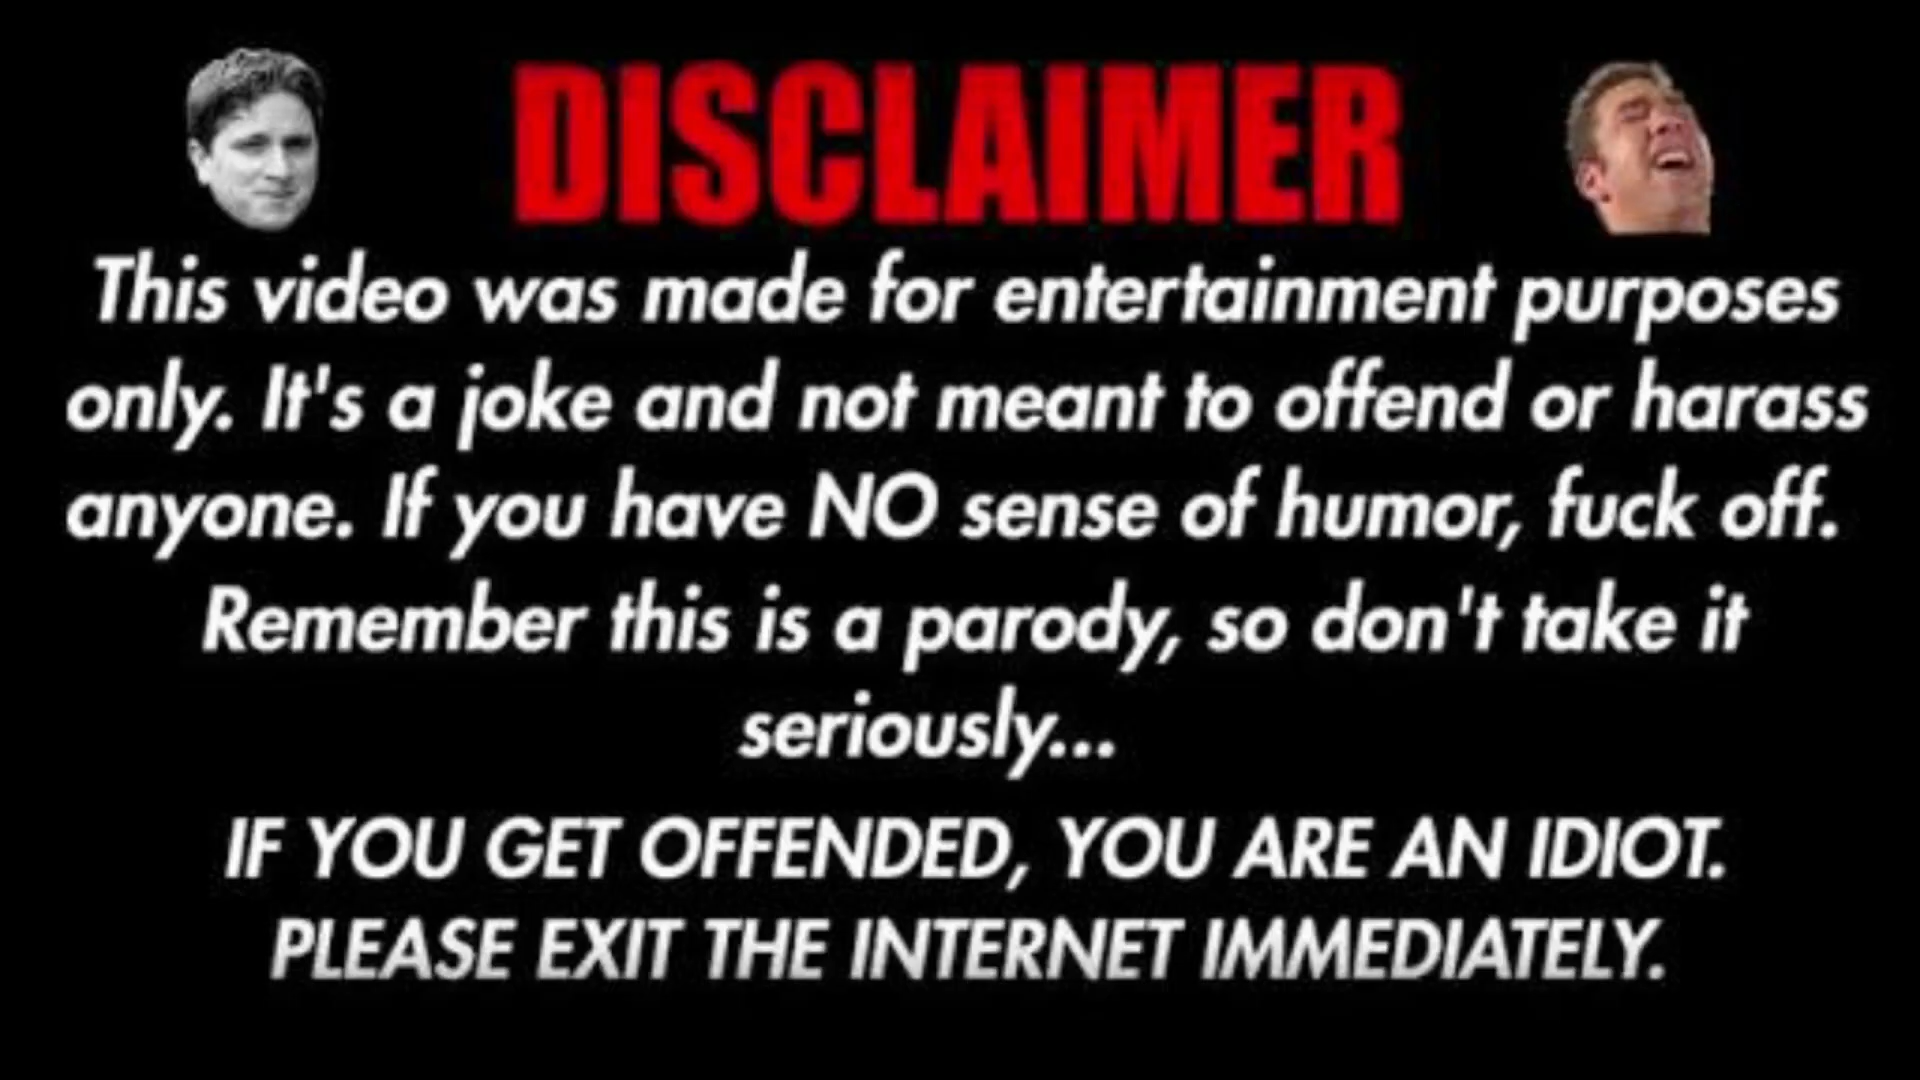 DISCLAIMER
This video was made for entertainment purposes
only. It's a joke and not meant to offend or harass
anyone. If you have NO sense of humor, fuck off.
Remember this is a parody, so don't take it
seriously...
IF YOU GET OFFENDED, YOU ARE AN IDIOT.
PLEASE EXIT THE INTERNET IMMEDIATELY.